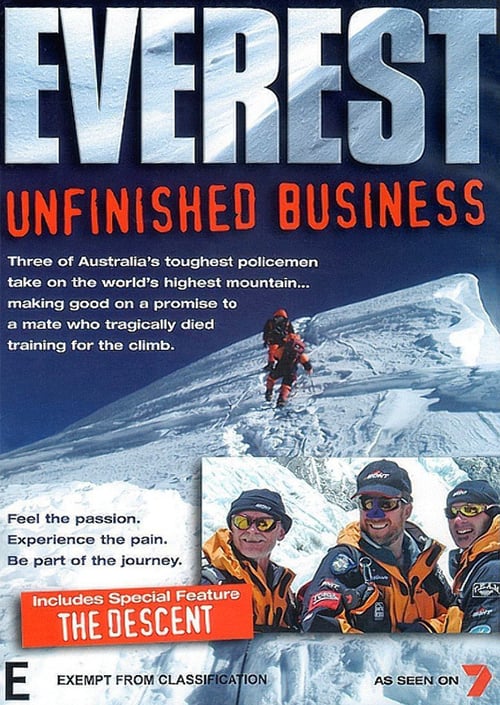 EVEREST
UNFINISHED BUSINESS
Three of Australia's toughest policemen
take on the world's highest mountain...
making good on a promise to
a mate who tragically died
training for the climb.
Feel the passion.
Experience the pain.
Be part of the journey.
Includes Special Feature
THE DESCENT
E
EXEMPT FROM CLASSIFICATION
AS SEEN ON 7